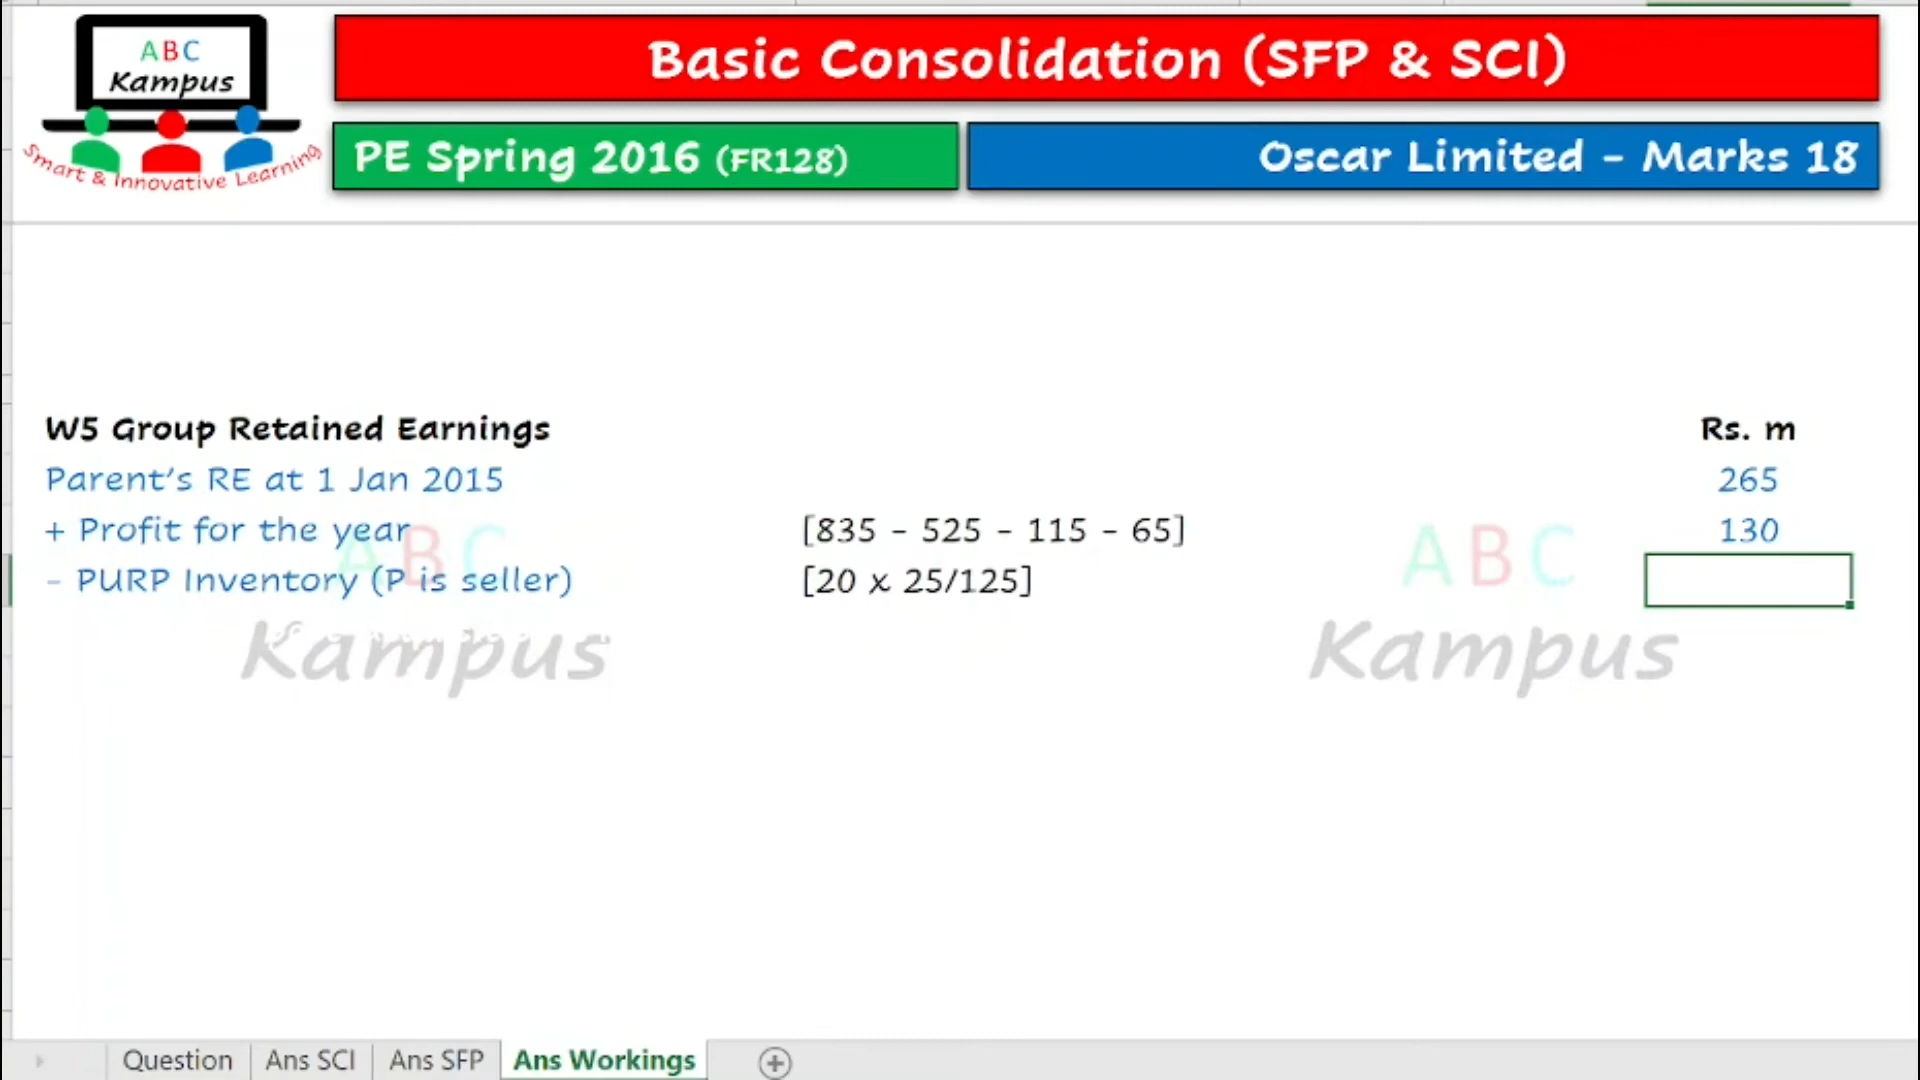 ABC
Kampus
Smart & Innovative Learning
Basic Consolidation (SFP & SCI)
PE Spring 2016 (FR128)
Oscar Limited - Marks 18
W5 Group Retained Earnings Rs. m
Parent's RE at 1 Jan 2015 265
+ Profit for the year [835 - 525 - 115 - 65] 130
- PURP Inventory (P is seller) [20 x 25/125]
ABC
Kampus
ABC
Kampus
Question Ans SCI Ans SFP Ans Workings